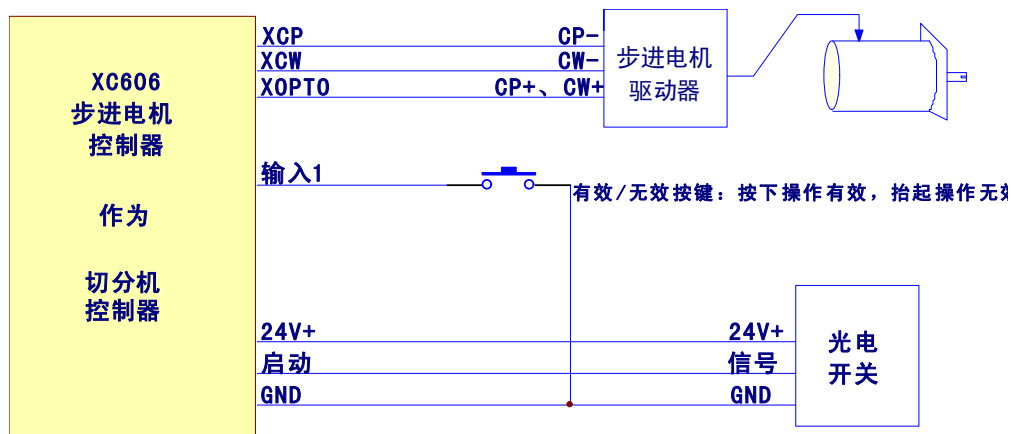 XC606
步进电机
控制器
作为
切分机
控制器
XCP
CP-
XCW
CW-
XOPTO
CP+、CW+
步进电机
驱动器
输入1
有效/无效按键：按下操作有效，抬起操作无
24V+
24V+
启动
信号
GND
GND
光电
开关